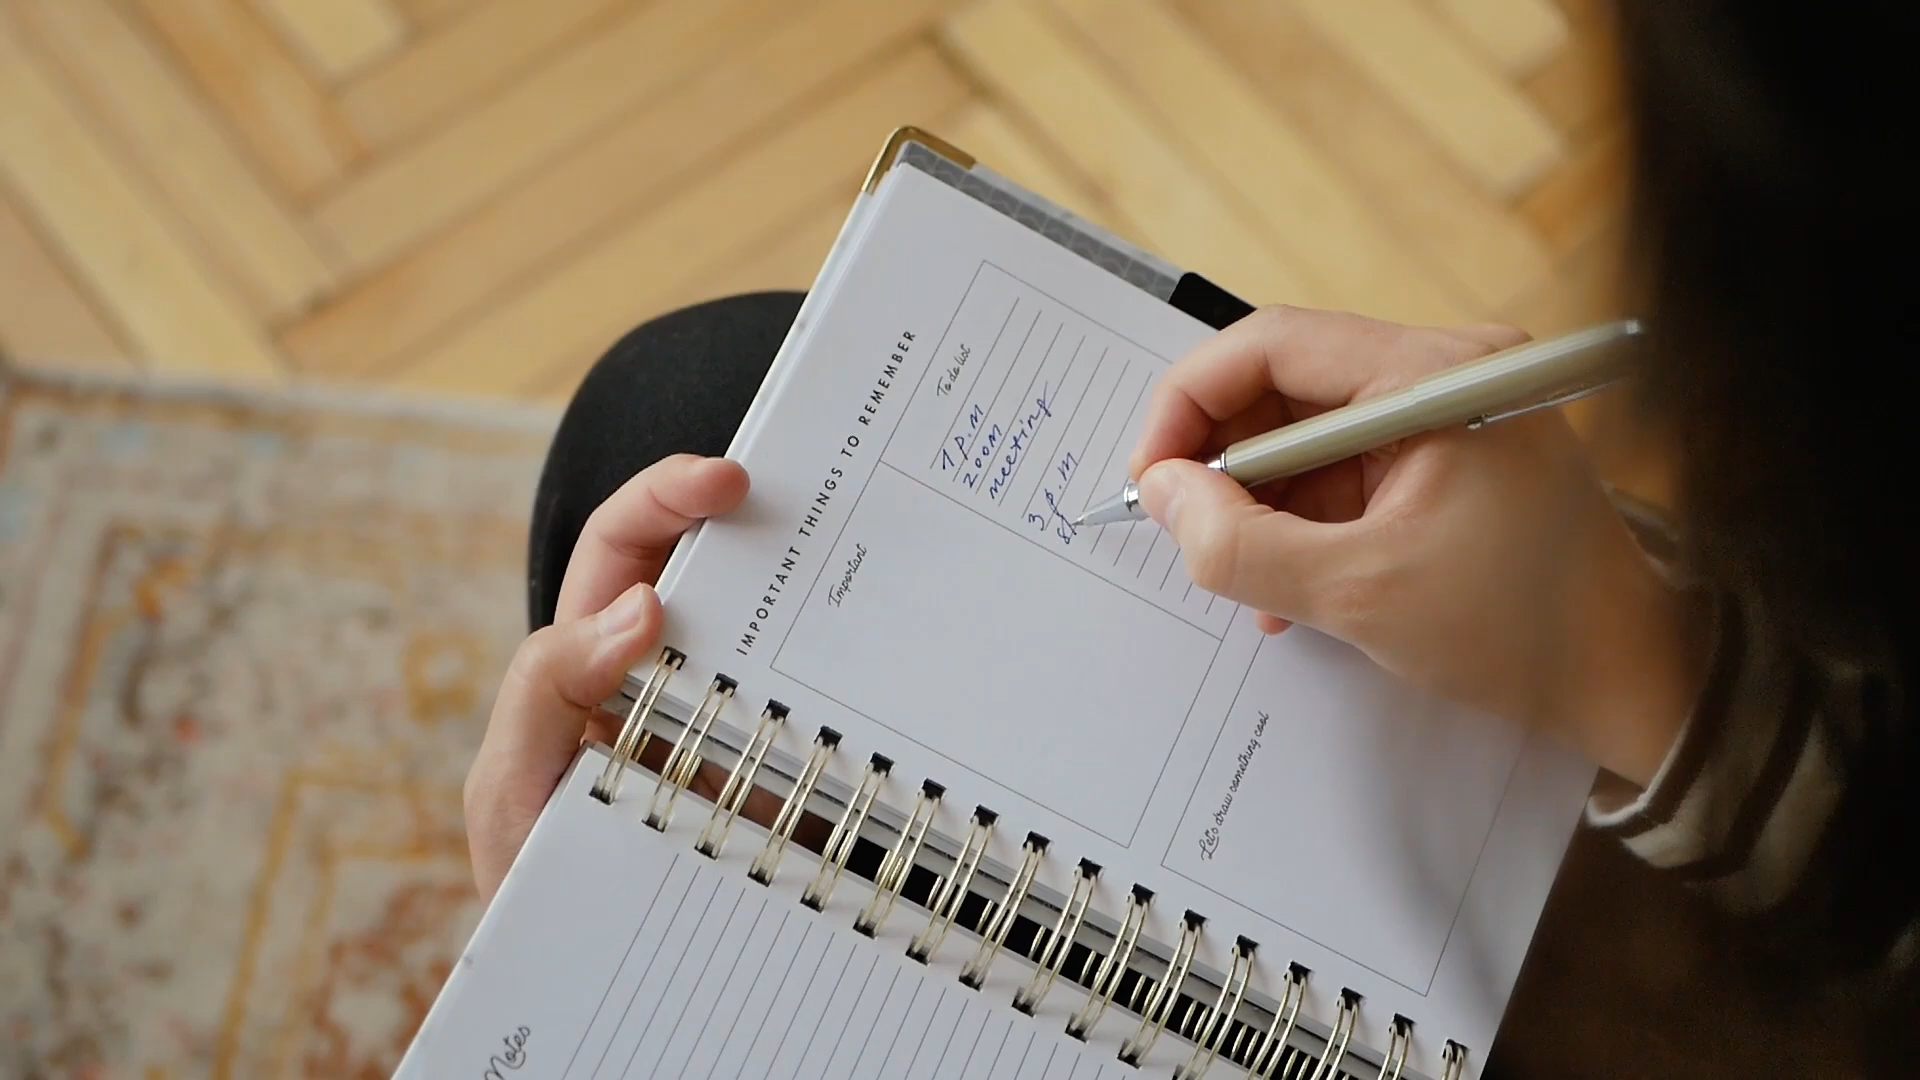 IMPORTANT THINGS TO REMEMBER
To do list
1 p.m
zoom
meeting
3 p.m
Important
Let's draw something cool
Notes